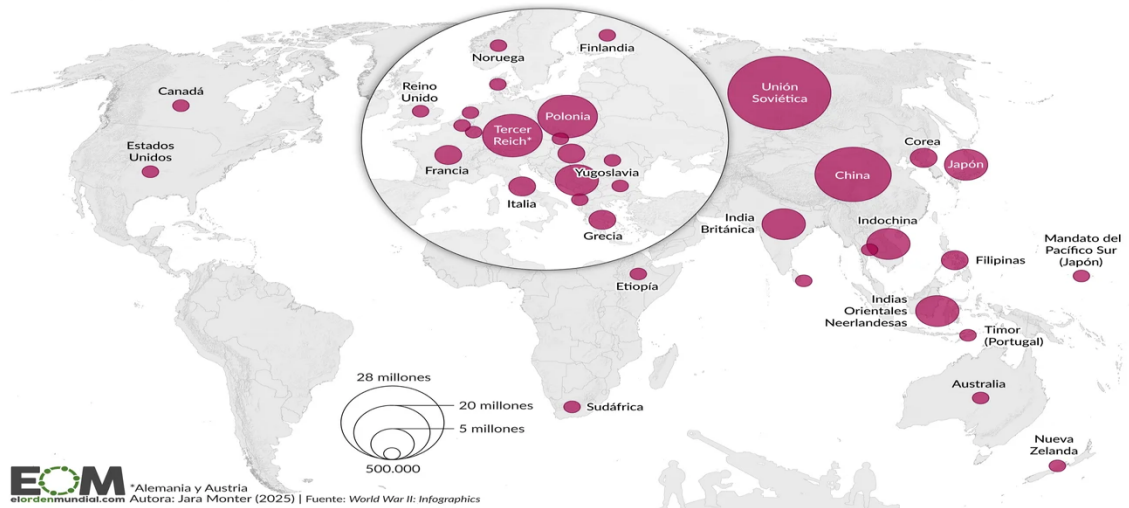 Noruega
Finlandia
Reino
Unido
Polonia
Tercer
Reich*
Francia
Yugoslavia
Italia
Grecia
Canadá
Estados
Unidos
Unión
Soviética
Corea
Japón
China
India
Británica
Indochina
Filipinas
Mandato del
Pacífico Sur
(Japón)
Etiopía
Indias
Orientales
Neerlandesas
Timor
(Portugal)
Australia
Nueva
Zelanda
Sudáfrica
28 millones
20 millones
5 millones
500.000
EOM
elordenmundial.com
*Alemania y Austria
Autora: Jara Monter (2025) | Fuente: World War II: Infographics